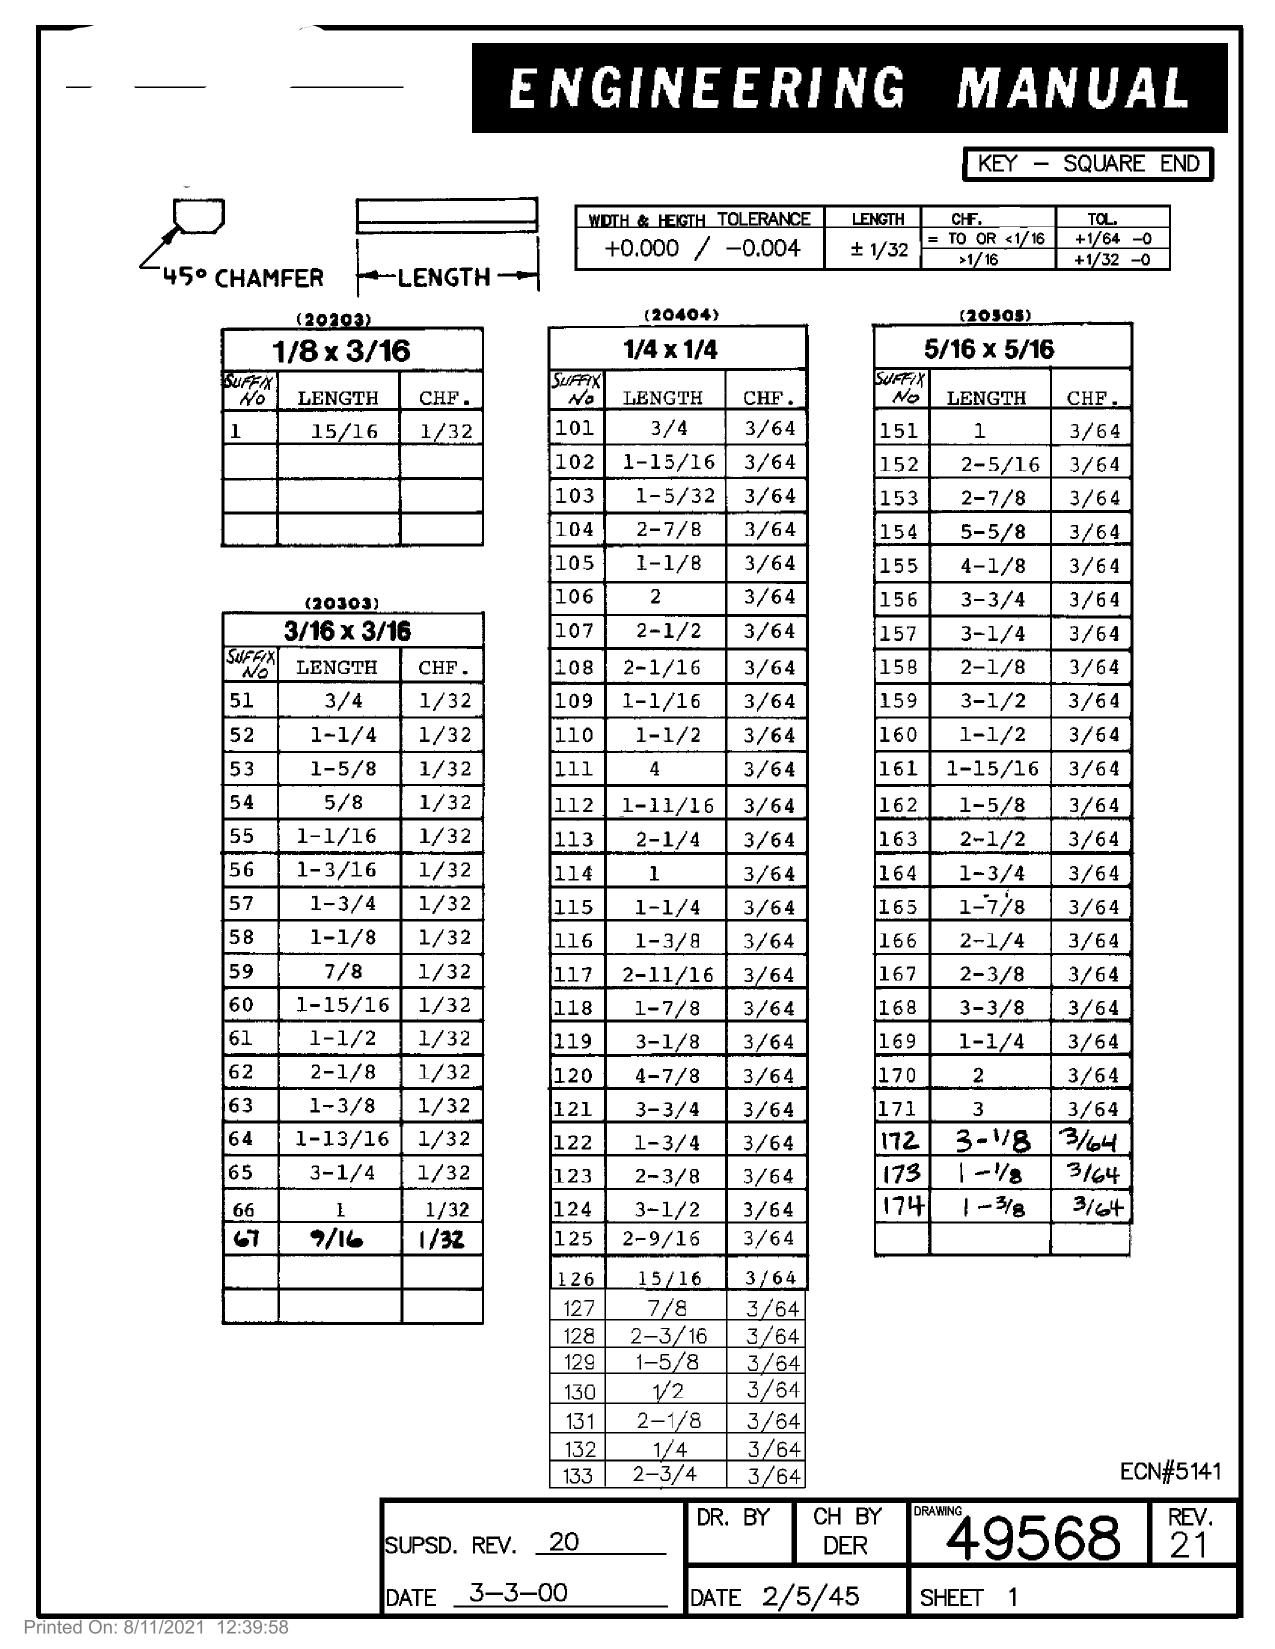 ENGINEERING MANUAL
KEY – SQUARE END
45° CHAMFER
LENGTH
WIDTH & HEIGTH TOLERANCE LENGTH CHF. TOL.
+0.000 / –0.004 ± 1/32 = TO OR <1/16 +1/64 –0
>1/16 +1/32 –0
(20203)
1/8 x 3/16
SUFFIX NO LENGTH CHF.
1 15/16 1/32
(20303)
3/16 x 3/16
SUFFIX NO LENGTH CHF.
51 3/4 1/32
52 1-1/4 1/32
53 1-5/8 1/32
54 5/8 1/32
55 1-1/16 1/32
56 1-3/16 1/32
57 1-3/4 1/32
58 1-1/8 1/32
59 7/8 1/32
60 1-15/16 1/32
61 1-1/2 1/32
62 2-1/8 1/32
63 1-3/8 1/32
64 1-13/16 1/32
65 3-1/4 1/32
66 1 1/32
67 9/16 1/32
(20404)
1/4 x 1/4
SUFFIX NO LENGTH CHF.
101 3/4 3/64
102 1-15/16 3/64
103 1-5/32 3/64
104 2-7/8 3/64
105 1-1/8 3/64
106 2 3/64
107 2-1/2 3/64
108 2-1/16 3/64
109 1-1/16 3/64
110 1-1/2 3/64
111 4 3/64
112 1-11/16 3/64
113 2-1/4 3/64
114 1 3/64
115 1-1/4 3/64
116 1-3/8 3/64
117 2-11/16 3/64
118 1-7/8 3/64
119 3-1/8 3/64
120 4-7/8 3/64
121 3-3/4 3/64
122 1-3/4 3/64
123 2-3/8 3/64
124 3-1/2 3/64
125 2-9/16 3/64
126 15/16 3/64
127 7/8 3/64
128 2-3/16 3/64
129 1-5/8 3/64
130 1/2 3/64
131 2-1/8 3/64
132 1/4 3/64
133 2-3/4 3/64
(20505)
5/16 x 5/16
SUFFIX NO LENGTH CHF.
151 1 3/64
152 2-5/16 3/64
153 2-7/8 3/64
154 5-5/8 3/64
155 4-1/8 3/64
156 3-3/4 3/64
157 3-1/4 3/64
158 2-1/8 3/64
159 3-1/2 3/64
160 1-1/2 3/64
161 1-15/16 3/64
162 1-5/8 3/64
163 2-1/2 3/64
164 1-3/4 3/64
165 1-7/8 3/64
166 2-1/4 3/64
167 2-3/8 3/64
168 3-3/8 3/64
169 1-1/4 3/64
170 2 3/64
171 3 3/64
172 3-1/8 3/64
173 1-1/8 3/64
174 1-3/8 3/64
ECN#5141
SUPSD. REV. 20
DATE 3-3-00
DR. BY
CH BY
DER
DATE 2/5/45
DRAWING
49568
REV.
21
SHEET 1
Printed On: 8/11/2021 12:39:58